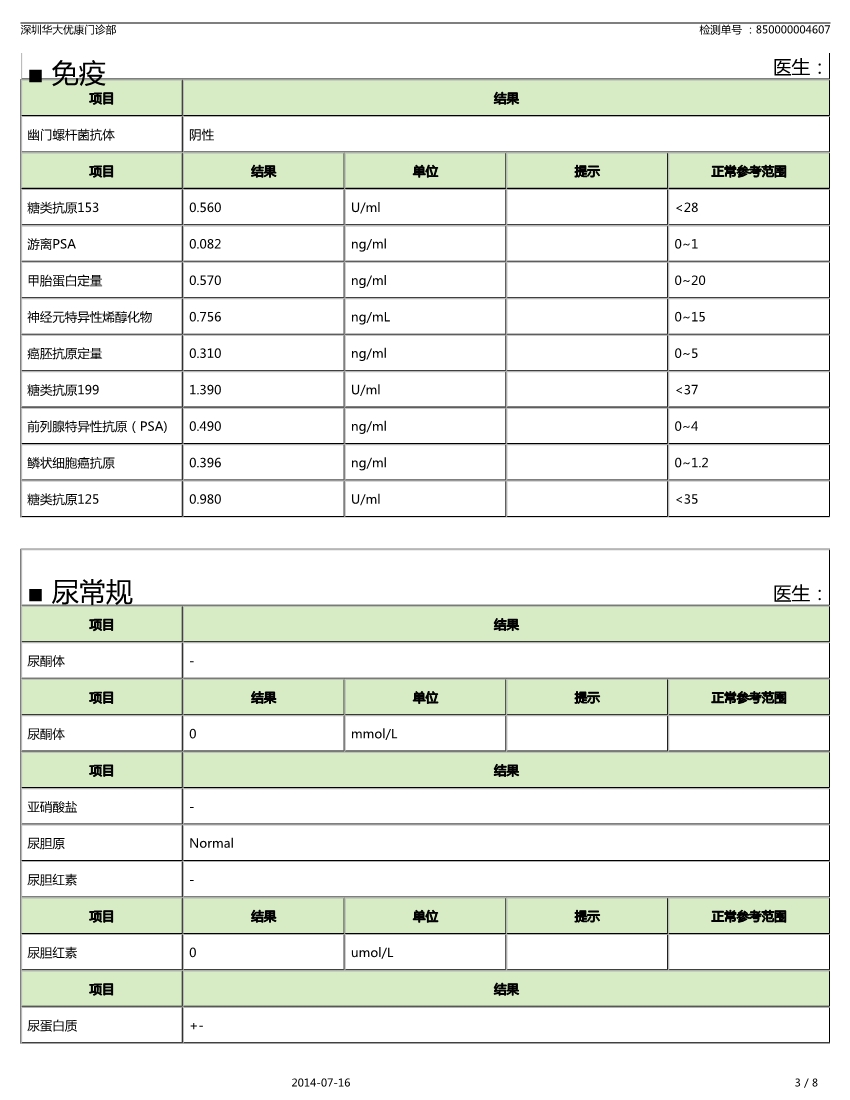 深圳华大优康门诊部 检测单号 ：850000004607
■ 免疫 医生：
项目 结果
幽门螺杆菌抗体 阴性
项目 结果 单位 提示 正常参考范围
糖类抗原153 0.560 U/ml <28
游离PSA 0.082 ng/ml 0~1
甲胎蛋白定量 0.570 ng/ml 0~20
神经元特异性烯醇化物 0.756 ng/mL 0~15
癌胚抗原定量 0.310 ng/ml 0~5
糖类抗原199 1.390 U/ml <37
前列腺特异性抗原（PSA) 0.490 ng/ml 0~4
鳞状细胞癌抗原 0.396 ng/ml 0~1.2
糖类抗原125 0.980 U/ml <35
■ 尿常规 医生：
项目 结果
尿酮体 -
项目 结果 单位 提示 正常参考范围
尿酮体 0 mmol/L
项目 结果
亚硝酸盐 -
尿胆原 Normal
尿胆红素 -
项目 结果 单位 提示 正常参考范围
尿胆红素 0 umol/L
项目 结果
尿蛋白质 +-
2014-07-16 3 / 8